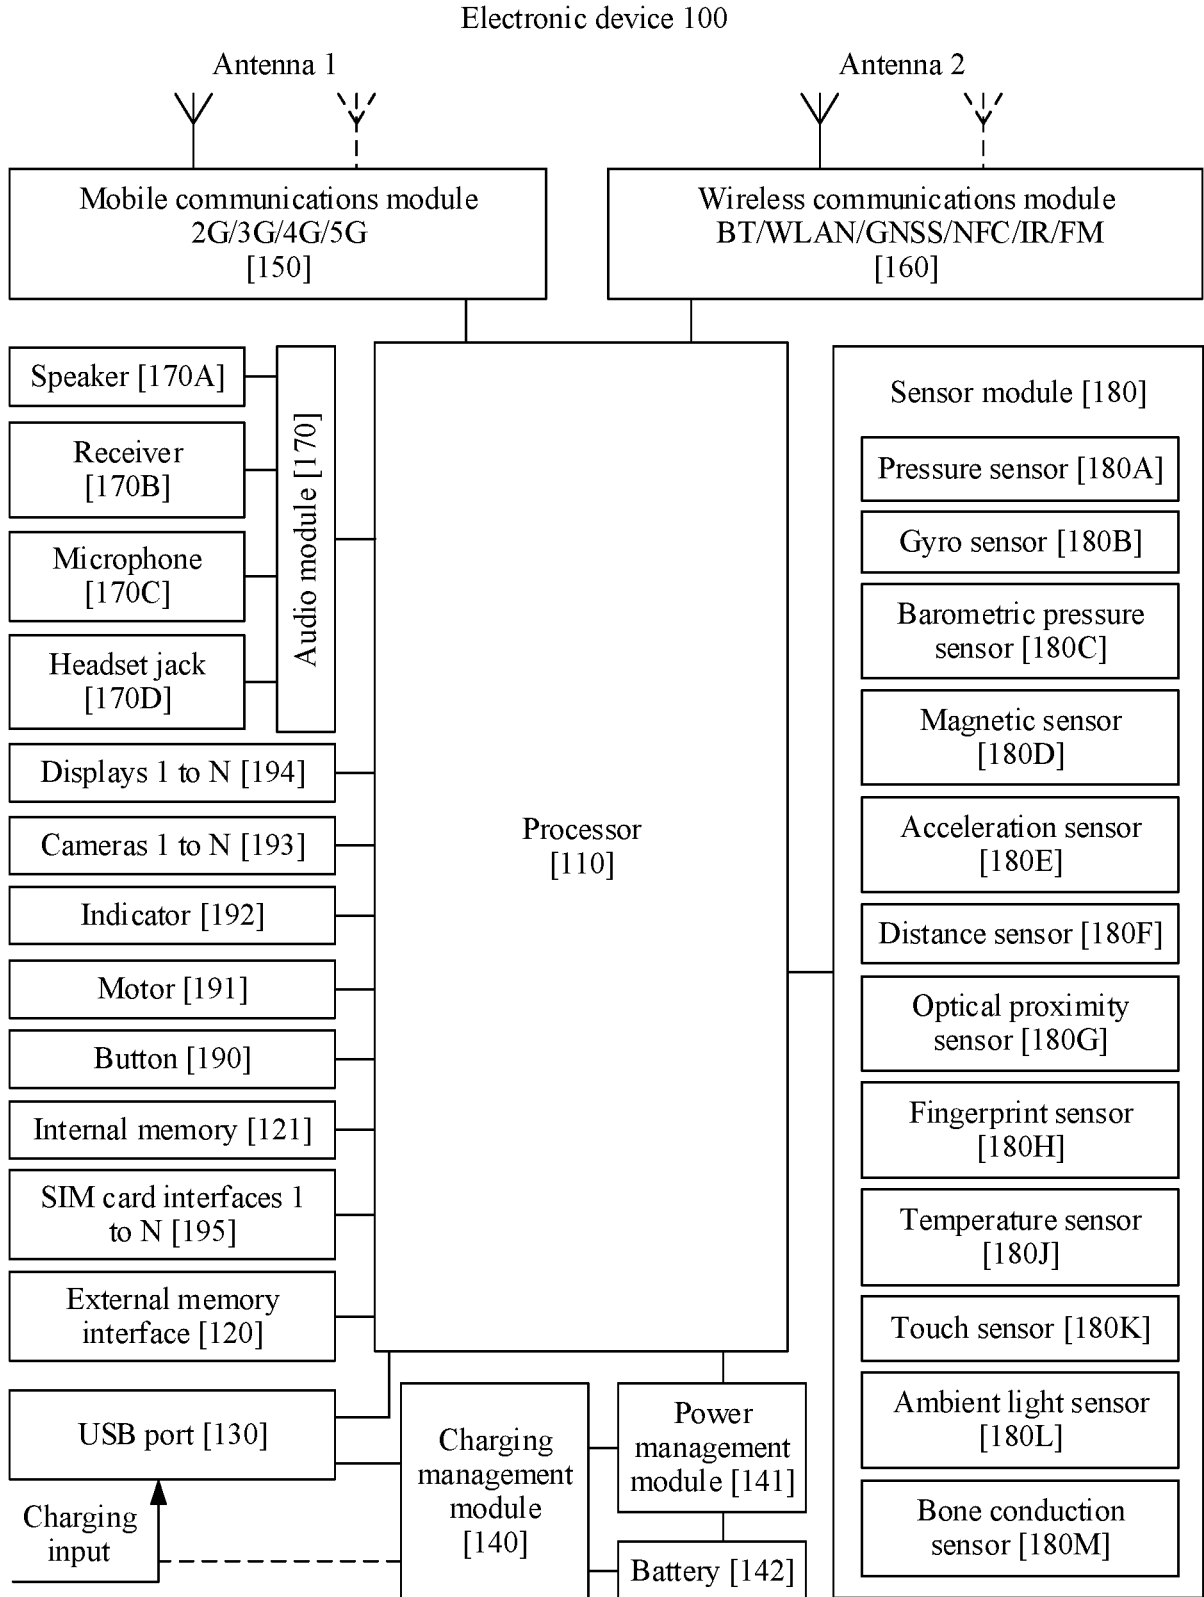 Electronic device 100
Antenna 1
Antenna 2
Mobile communications module
2G/3G/4G/5G
[150]
Wireless communications module
BT/WLAN/GNSS/NFC/IR/FM
[160]
Speaker [170A]
Receiver
[170B]
Microphone
[170C]
Headset jack
[170D]
Audio module [170]
Displays 1 to N [194]
Cameras 1 to N [193]
Indicator [192]
Motor [191]
Button [190]
Internal memory [121]
SIM card interfaces 1
to N [195]
External memory
interface [120]
USB port [130]
Charging
input
Processor
[110]
Charging
management
module
[140]
Power
management
module [141]
Battery [142]
Sensor module [180]
Pressure sensor [180A]
Gyro sensor [180B]
Barometric pressure
sensor [180C]
Magnetic sensor
[180D]
Acceleration sensor
[180E]
Distance sensor [180F]
Optical proximity
sensor [180G]
Fingerprint sensor
[180H]
Temperature sensor
[180J]
Touch sensor [180K]
Ambient light sensor
[180L]
Bone conduction
sensor [180M]